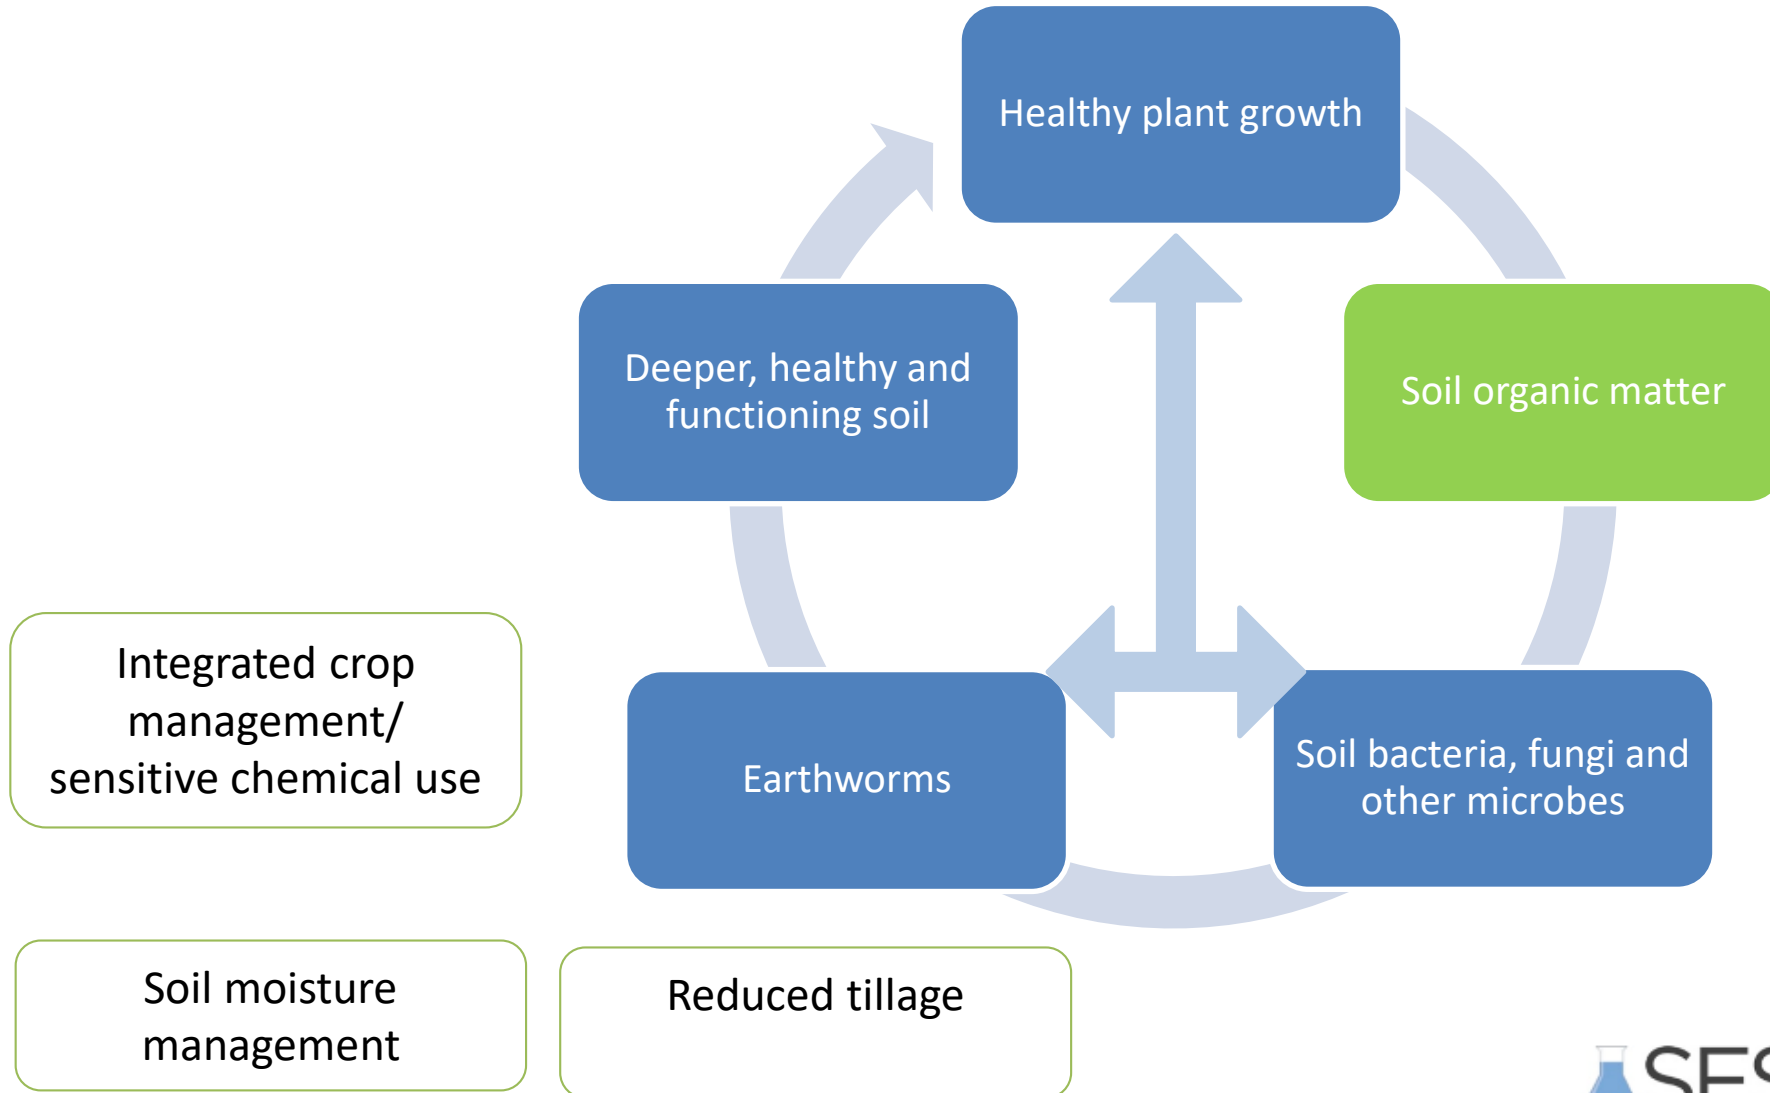 Healthy plant growth
Deeper, healthy and
functioning soil
Soil organic matter
Integrated crop
management/
sensitive chemical use
Earthworms
Soil bacteria, fungi and
other microbes
Soil moisture
management
Reduced tillage